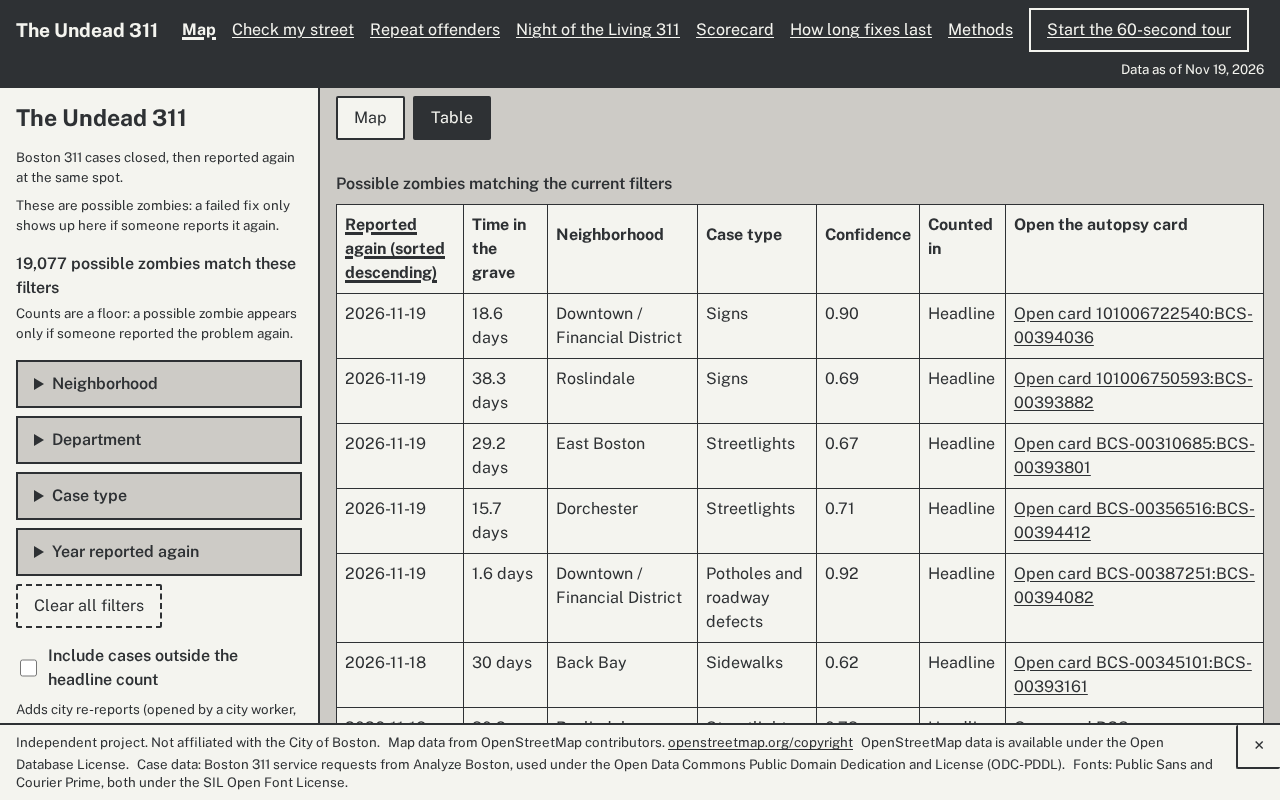 The Undead 311
Map
Check my street
Repeat offenders
Night of the Living 311
Scorecard
How long fixes last
Methods
Start the 60-second tour
Data as of Nov 19, 2026
The Undead 311
Boston 311 cases closed, then reported again
at the same spot.
These are possible zombies: a failed fix only
shows up here if someone reports it again.
19,077 possible zombies match these
filters
Counts are a floor: a possible zombie appears
only if someone reported the problem again.
Neighborhood
Department
Case type
Year reported again
Clear all filters
Include cases outside the
headline count
Adds city re-reports (opened by a city worker,
Map
Table
Possible zombies matching the current filters
Reported again (sorted descending) Time in the grave Neighborhood Case type Confidence Counted in Open the autopsy card
2026-11-19 18.6 days Downtown / Financial District Signs 0.90 Headline Open card 101006722540:BCS-00394036
2026-11-19 38.3 days Roslindale Signs 0.69 Headline Open card 101006750593:BCS-00393882
2026-11-19 29.2 days East Boston Streetlights 0.67 Headline Open card BCS-00310685:BCS-00393801
2026-11-19 15.7 days Dorchester Streetlights 0.71 Headline Open card BCS-00356516:BCS-00394412
2026-11-19 1.6 days Downtown / Financial District Potholes and roadway defects 0.92 Headline Open card BCS-00387251:BCS-00394082
2026-11-18 30 days Back Bay Sidewalks 0.62 Headline Open card BCS-00345101:BCS-00393161
Independent project. Not affiliated with the City of Boston. Map data from OpenStreetMap contributors. openstreetmap.org/copyright OpenStreetMap data is available under the Open
Database License. Case data: Boston 311 service requests from Analyze Boston, used under the Open Data Commons Public Domain Dedication and License (ODC-PDDL). Fonts: Public Sans and
Courier Prime, both under the SIL Open Font License.
×